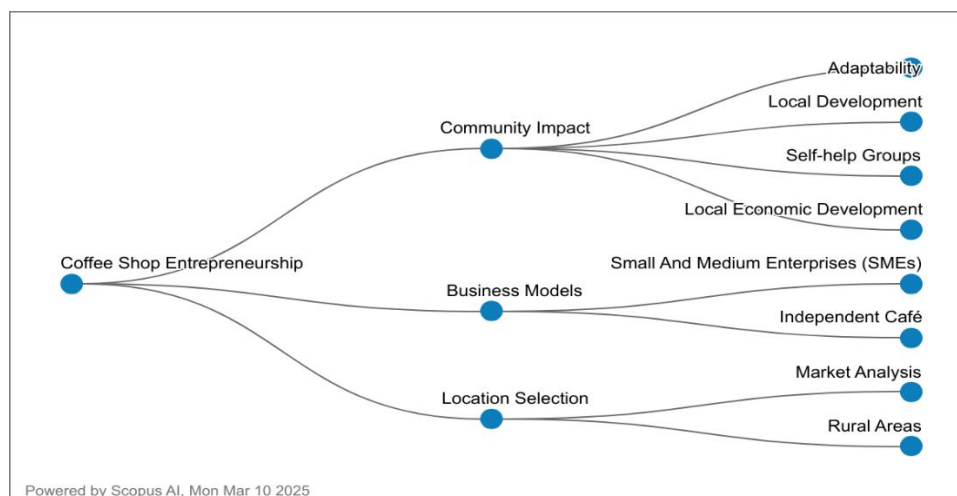 Adaptability
Local Development
Community Impact
Self-help Groups
Local Economic Development
Coffee Shop Entrepreneurship
Small And Medium Enterprises (SMEs)
Business Models
Independent Café
Market Analysis
Location Selection
Rural Areas
Powered by Scopus AI, Mon Mar 10 2025